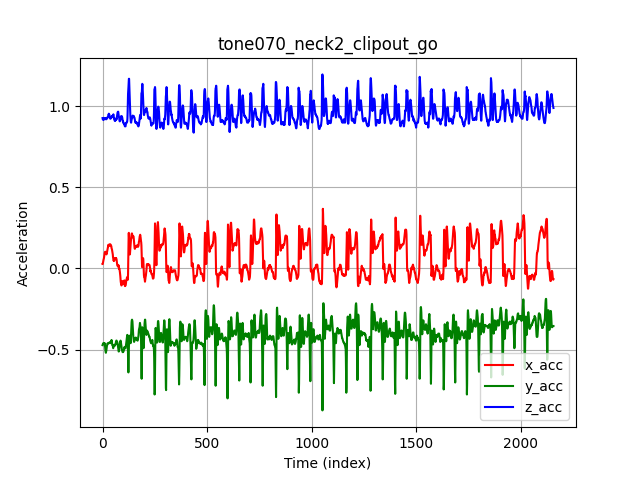 tone070_neck2_clipout_go
Acceleration
1.0
0.5
0.0
−0.5
0
500
1000
1500
2000
Time (index)
x_acc
y_acc
z_acc